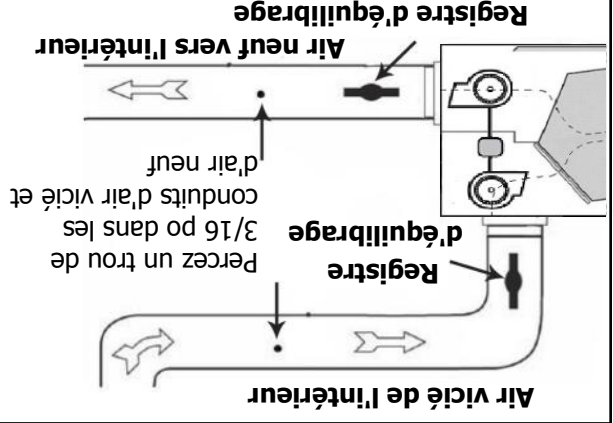 Air vicié de l'intérieur
Registre
d'équilibrage
Percez un trou de
3/16 po dans les
conduits d'air vicié et
d'air neuf
Air neuf vers l'intérieur
Registre d'équilibrage